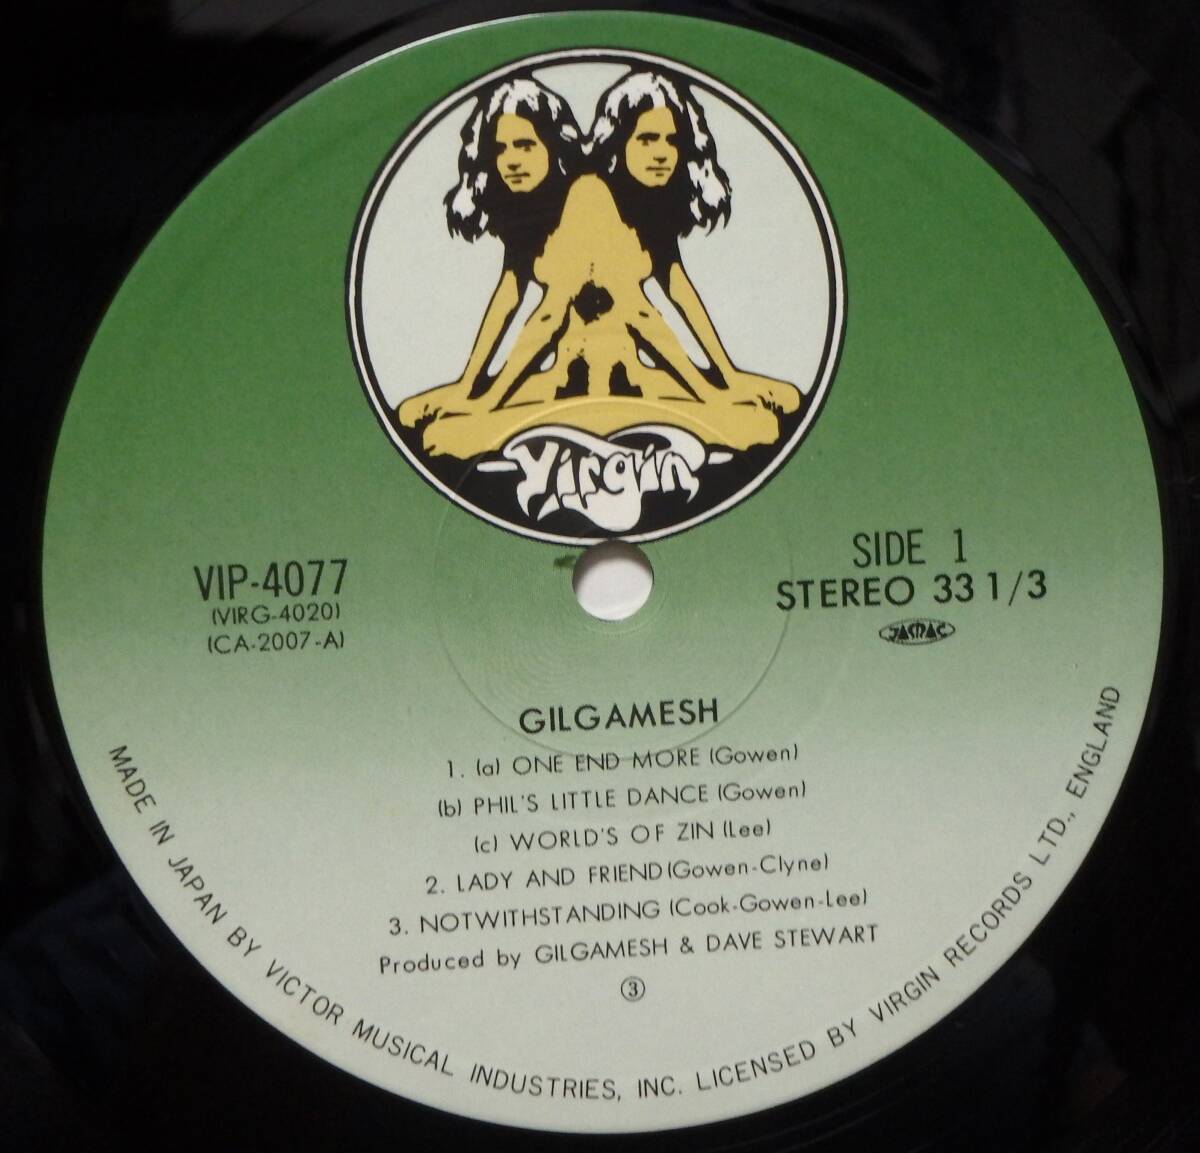 Virgin
VIP-4077
(VIRG-4020)
(CA-2007-A)
SIDE 1
STEREO 33 1/3
JASRAC
GILGAMESH
1. (a) ONE END MORE (Gowen)
(b) PHIL'S LITTLE DANCE (Gowen)
(c) WORLD'S OF ZIN (Lee)
2. LADY AND FRIEND (Gowen-Clyne)
3. NOTWITHSTANDING (Cook-Gowen-Lee)
Produced by GILGAMESH & DAVE STEWART
③
MADE IN JAPAN BY VICTOR MUSICAL INDUSTRIES, INC. LICENSED BY VIRGIN RECORDS LTD., ENGLAND